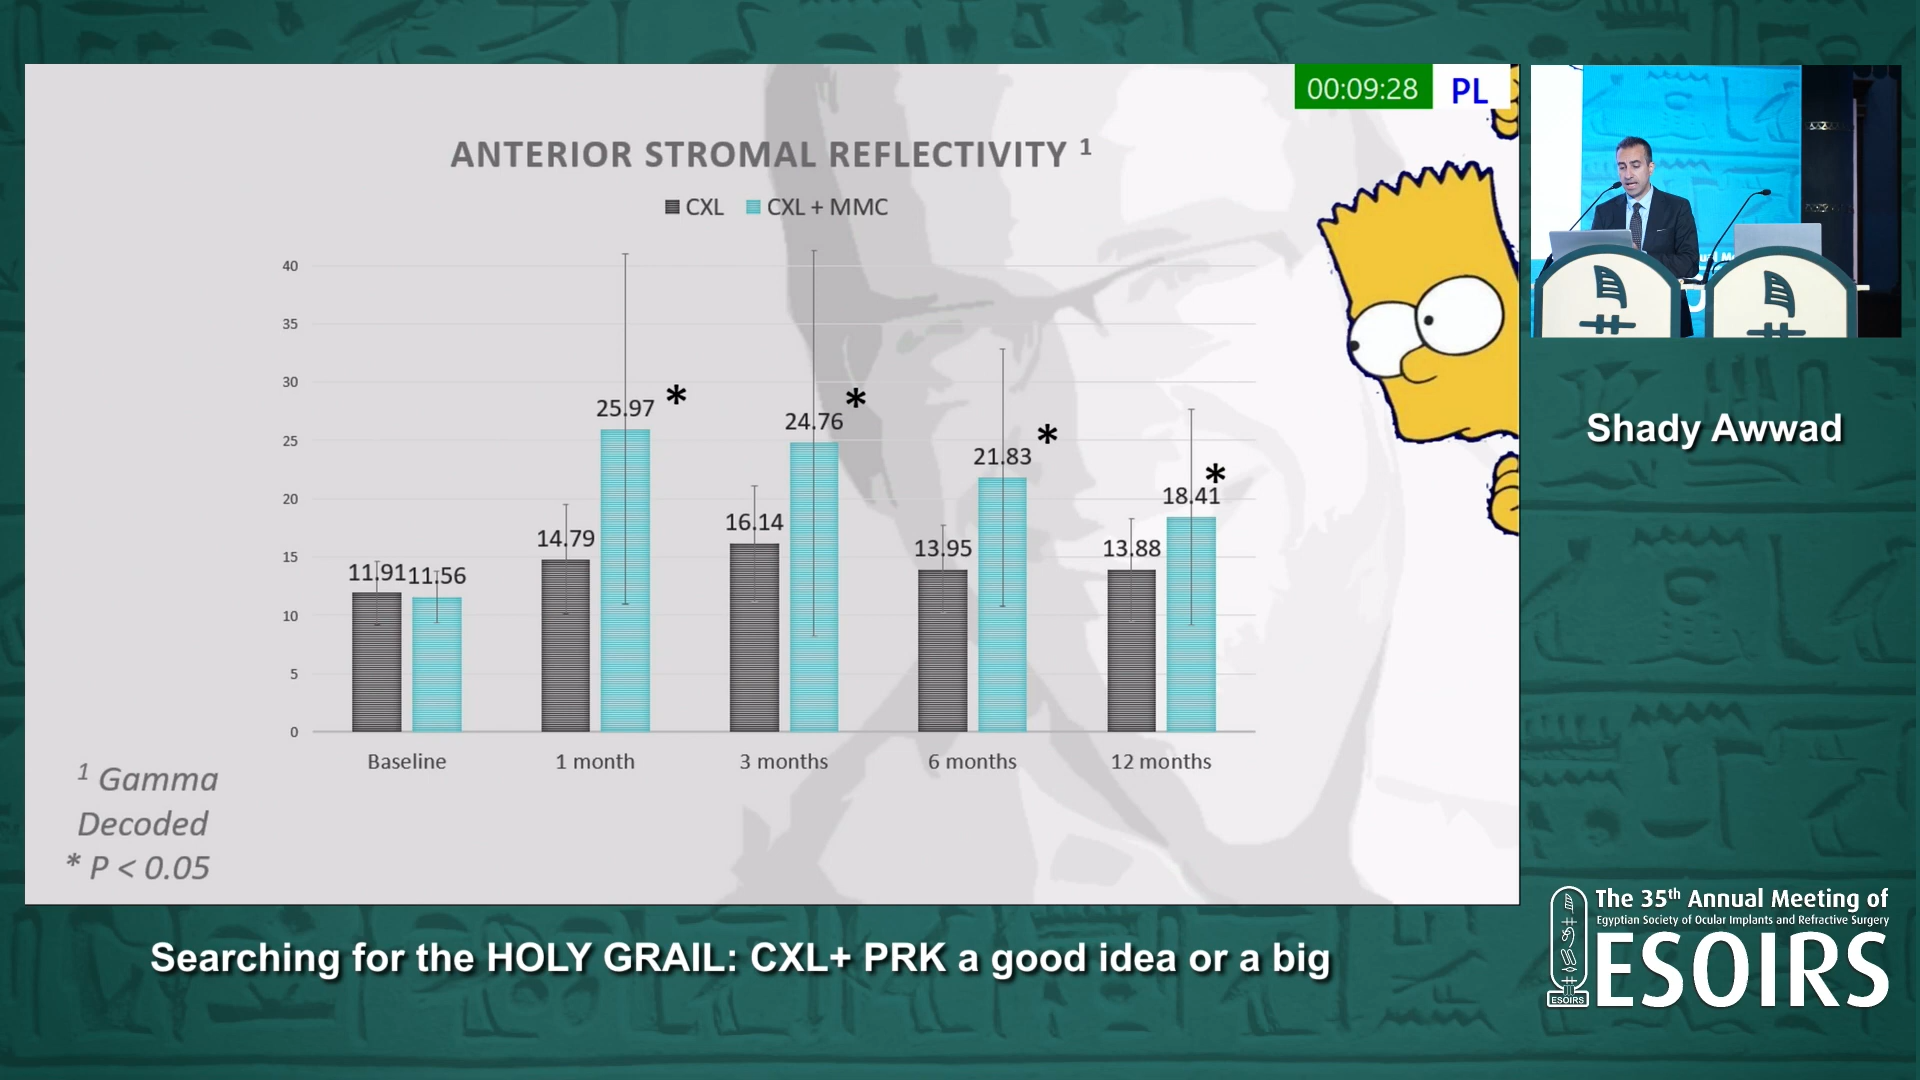 00:09:28 PL
ANTERIOR STROMAL REFLECTIVITY 1
CXL CXL + MMC
40
35
30
25
20
15
10
5
0
11.91 11.56
14.79 25.97 *
16.14 24.76 *
13.95 21.83 *
13.88 18.41 *
Baseline 1 month 3 months 6 months 12 months
1 Gamma
Decoded
* P < 0.05
Shady Awwad
Searching for the HOLY GRAIL: CXL+ PRK a good idea or a big
The 35th Annual Meeting of
Egyptian Society of Ocular Implants and Refractive Surgery
ESOIRS
ESOIRS